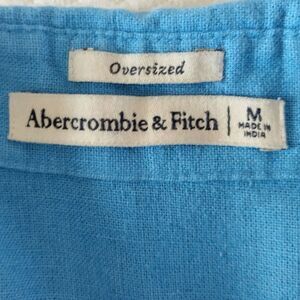 Oversized
Abercrombie & Fitch
M
MADE IN
INDIA